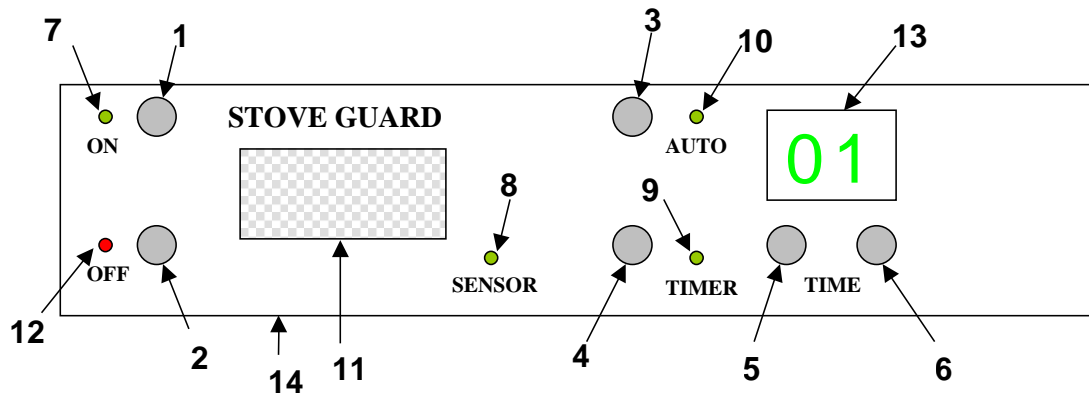 7 1 3 10 13
STOVE GUARD
ON AUTO 01
8 9
OFF SENSOR TIMER TIME
12 2 14 11 4 5 6